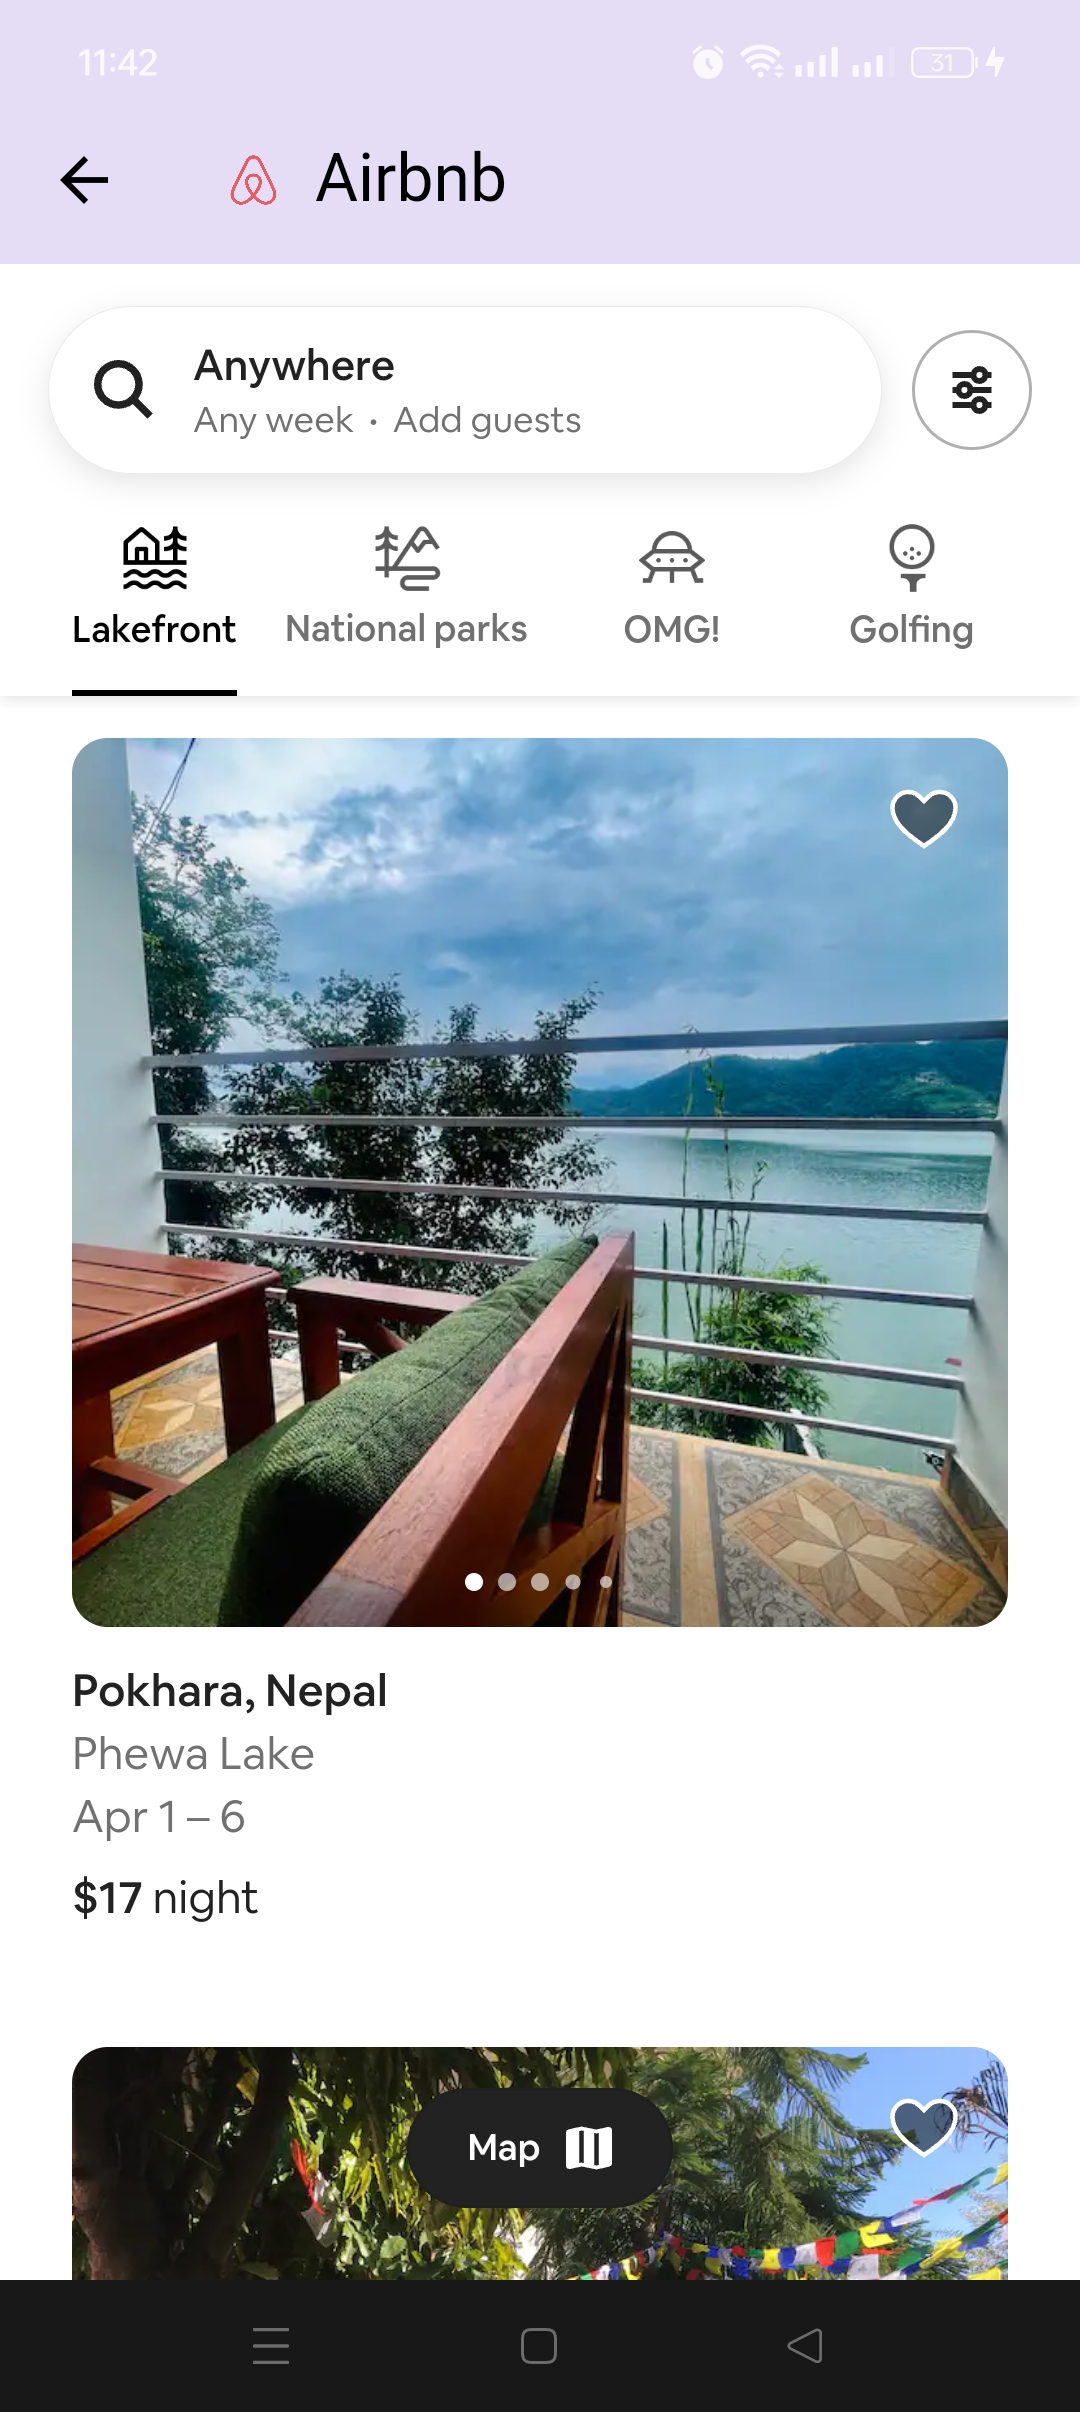 11:42
31
Airbnb
Anywhere
Any week • Add guests
Lakefront
National parks
OMG!
Golfing
Pokhara, Nepal
Phewa Lake
Apr 1 – 6
$17 night
Map